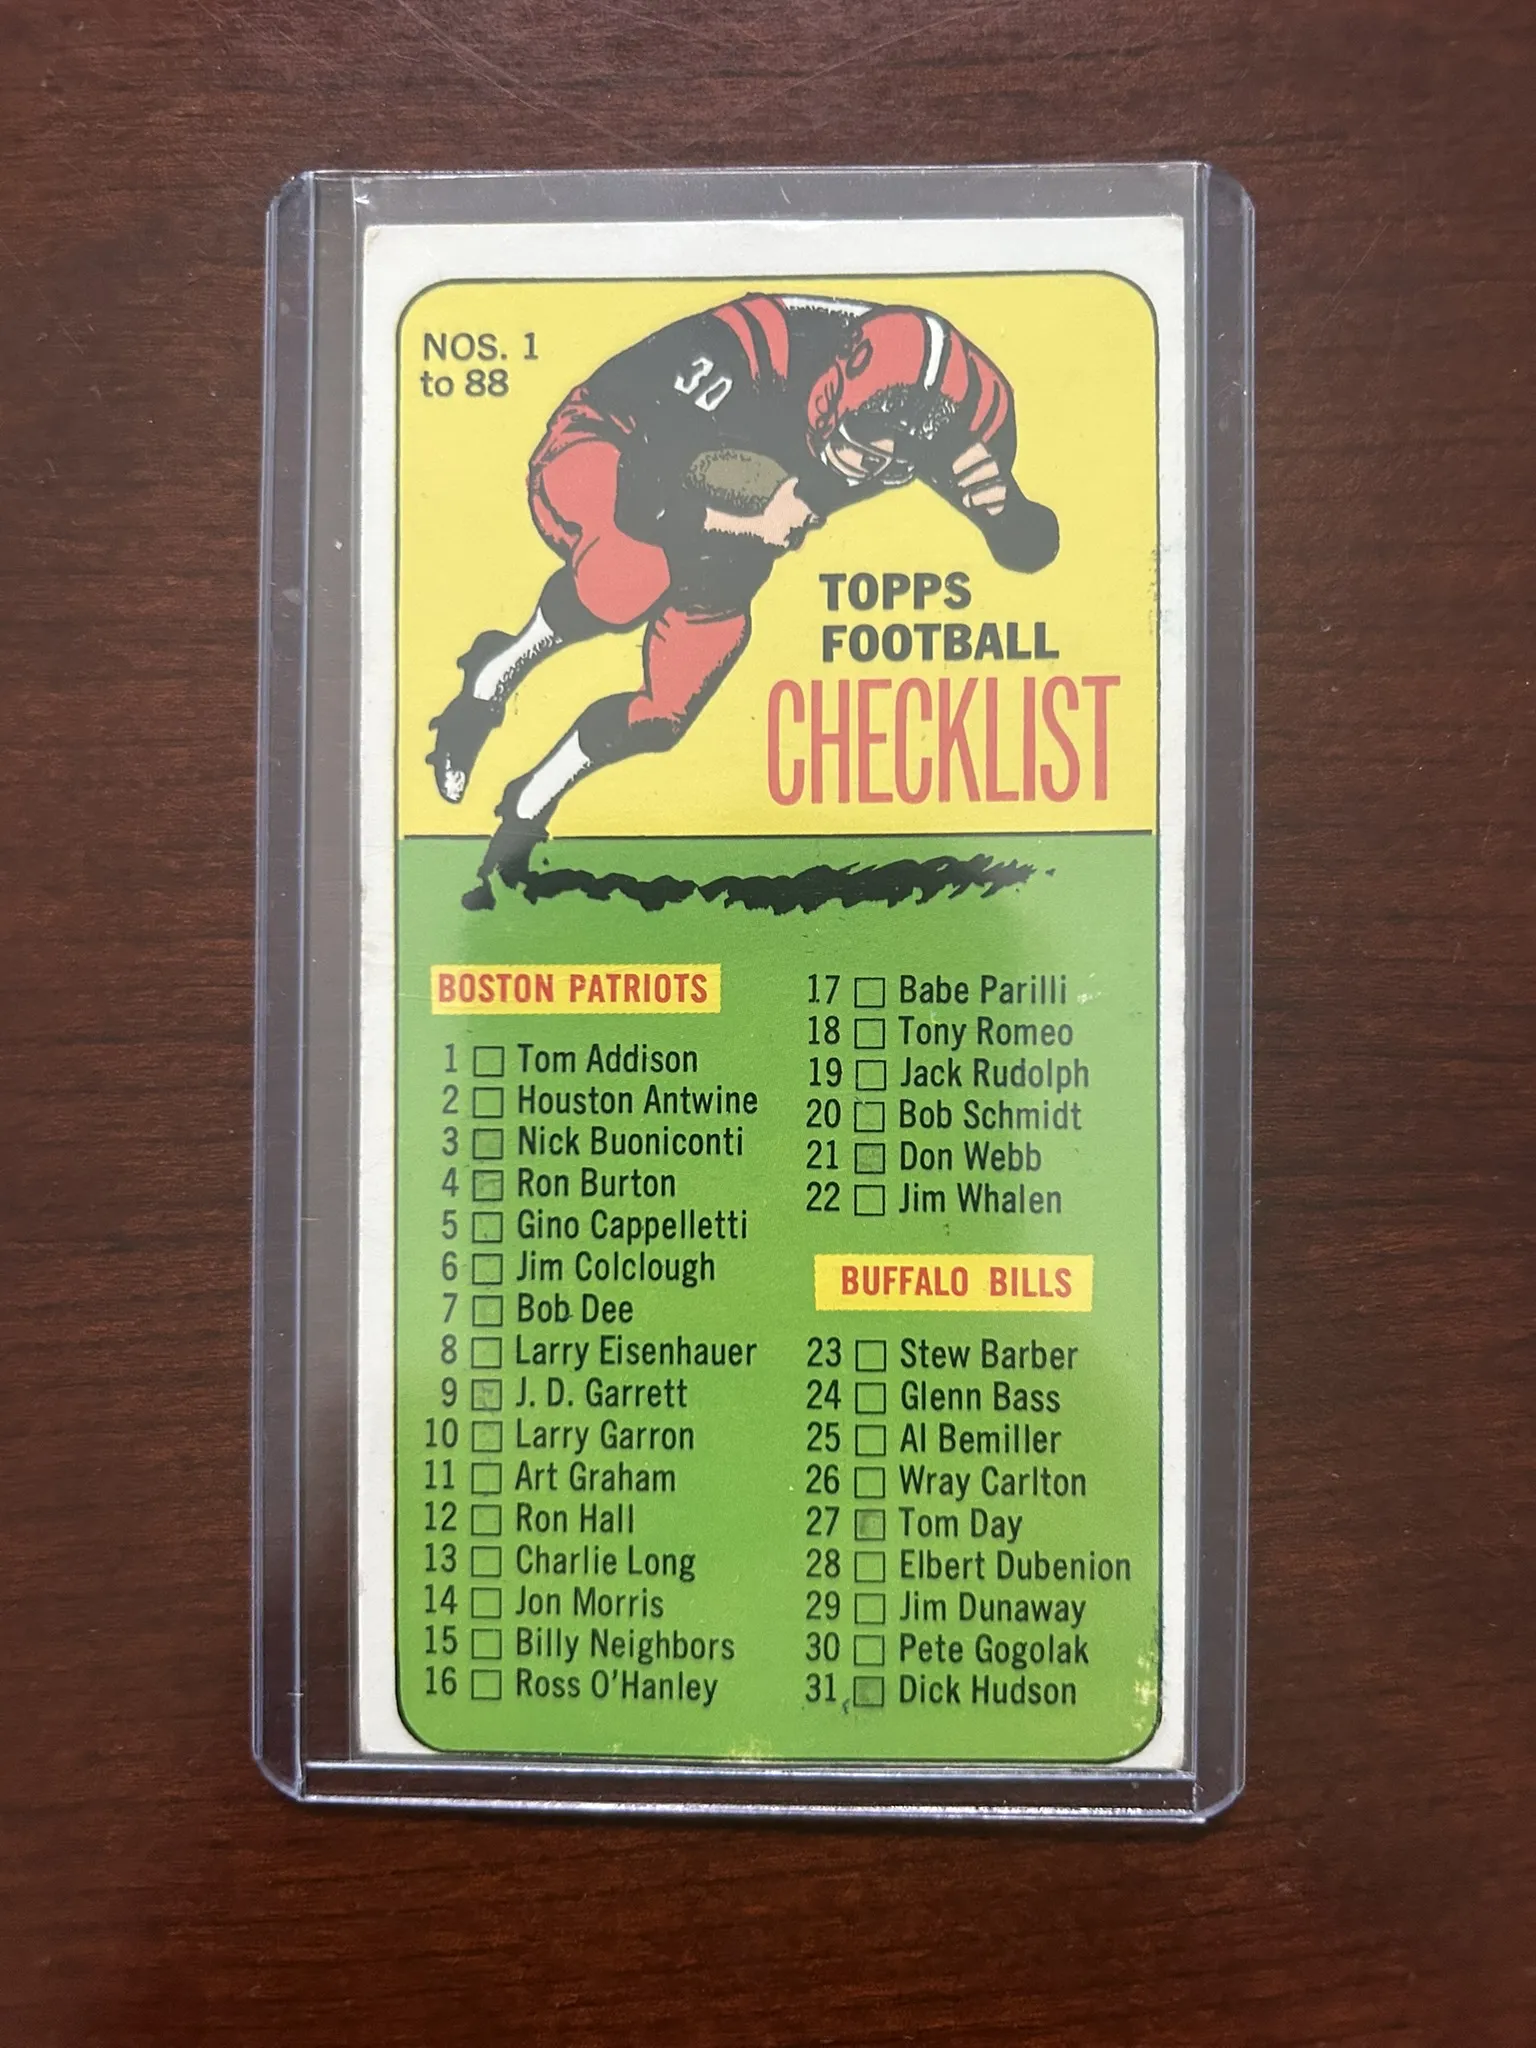 NOS. 1
to 88
30
TOPPS
FOOTBALL
CHECKLIST
BOSTON PATRIOTS
1 Tom Addison
2 Houston Antwine
3 Nick Buoniconti
4 Ron Burton
5 Gino Cappelletti
6 Jim Colclough
7 Bob Dee
8 Larry Eisenhauer
9 J. D. Garrett
10 Larry Garron
11 Art Graham
12 Ron Hall
13 Charlie Long
14 Jon Morris
15 Billy Neighbors
16 Ross O'Hanley
17 Babe Parilli
18 Tony Romeo
19 Jack Rudolph
20 Bob Schmidt
21 Don Webb
22 Jim Whalen
BUFFALO BILLS
23 Stew Barber
24 Glenn Bass
25 Al Bemiller
26 Wray Carlton
27 Tom Day
28 Elbert Dubenion
29 Jim Dunaway
30 Pete Gogolak
31 Dick Hudson